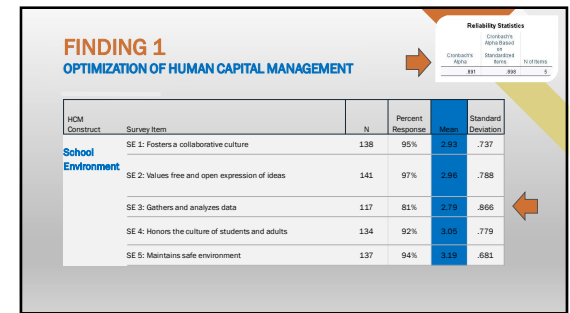 FINDING 1
OPTIMIZATION OF HUMAN CAPITAL MANAGEMENT
Reliability Statistics
Cronbach's Alpha
Cronbach's Alpha Based on Standardized Items
N of Items
.891 .896 5
HCM Construct Survey Item N Percent Response Mean Standard Deviation
School Environment
SE 1: Fosters a collaborative culture 138 95% 2.93 .737
SE 2: Values free and open expression of ideas 141 97% 2.96 .788
SE 3: Gathers and analyzes data 117 81% 2.79 .866
SE 4: Honors the culture of students and adults 134 92% 3.05 .779
SE 5: Maintains safe environment 137 94% 3.19 .681